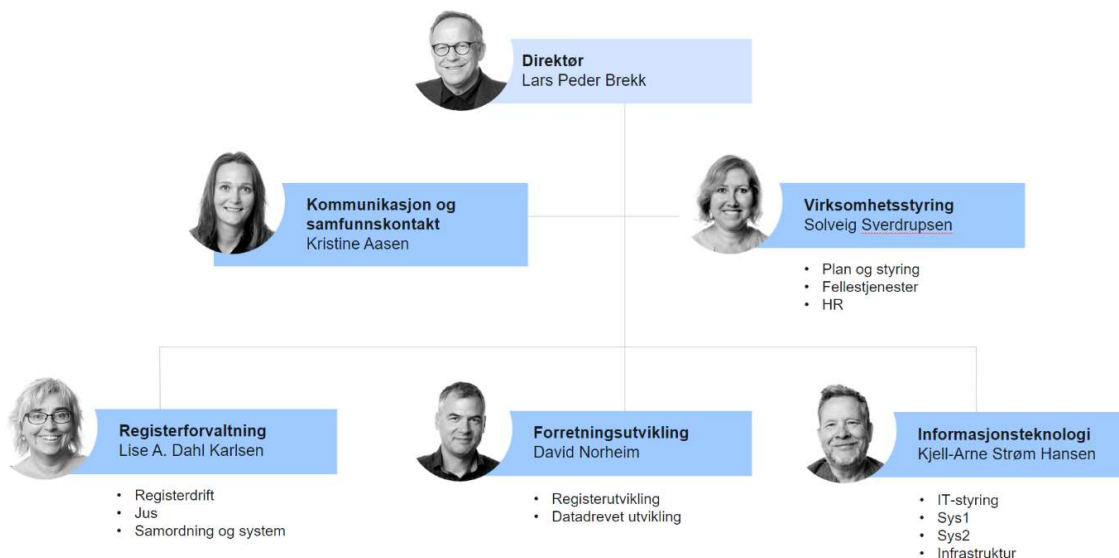 Direktør
Lars Peder Brekk
Kommunikasjon og
samfunnskontakt
Kristine Aasen
Virksomhetsstyring
Solveig Sverdrupsen
• Plan og styring
• Fellestjenester
• HR
Registerforvaltning
Lise A. Dahl Karlsen
• Registerdrift
• Jus
• Samordning og system
Forretningsutvikling
David Norheim
• Registerutvikling
• Datadrevet utvikling
Informasjonsteknologi
Kjell-Arne Strøm Hansen
• IT-styring
• Sys1
• Sys2
• Infrastruktur